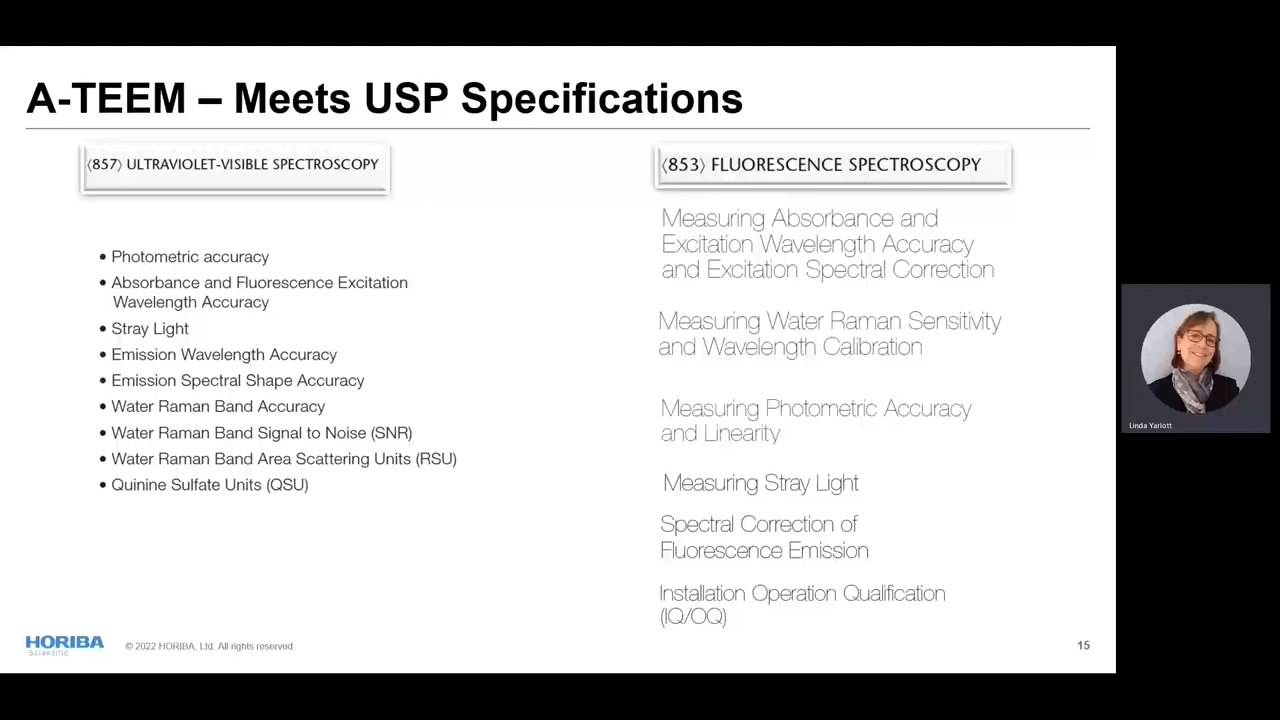 A-TEEM – Meets USP Specifications
〈857〉 ULTRAVIOLET-VISIBLE SPECTROSCOPY
• Photometric accuracy
• Absorbance and Fluorescence Excitation
Wavelength Accuracy
• Stray Light
• Emission Wavelength Accuracy
• Emission Spectral Shape Accuracy
• Water Raman Band Accuracy
• Water Raman Band Signal to Noise (SNR)
• Water Raman Band Area Scattering Units (RSU)
• Quinine Sulfate Units (QSU)
〈853〉 FLUORESCENCE SPECTROSCOPY
Measuring Absorbance and
Excitation Wavelength Accuracy
and Excitation Spectral Correction
Measuring Water Raman Sensitivity
and Wavelength Calibration
Measuring Photometric Accuracy
and Linearity
Measuring Stray Light
Spectral Correction of
Fluorescence Emission
Installation Operation Qualification
(IQ/OQ)
Linda Yarlott
HORIBA
Scientific
© 2022 HORIBA, Ltd. All rights reserved.
15